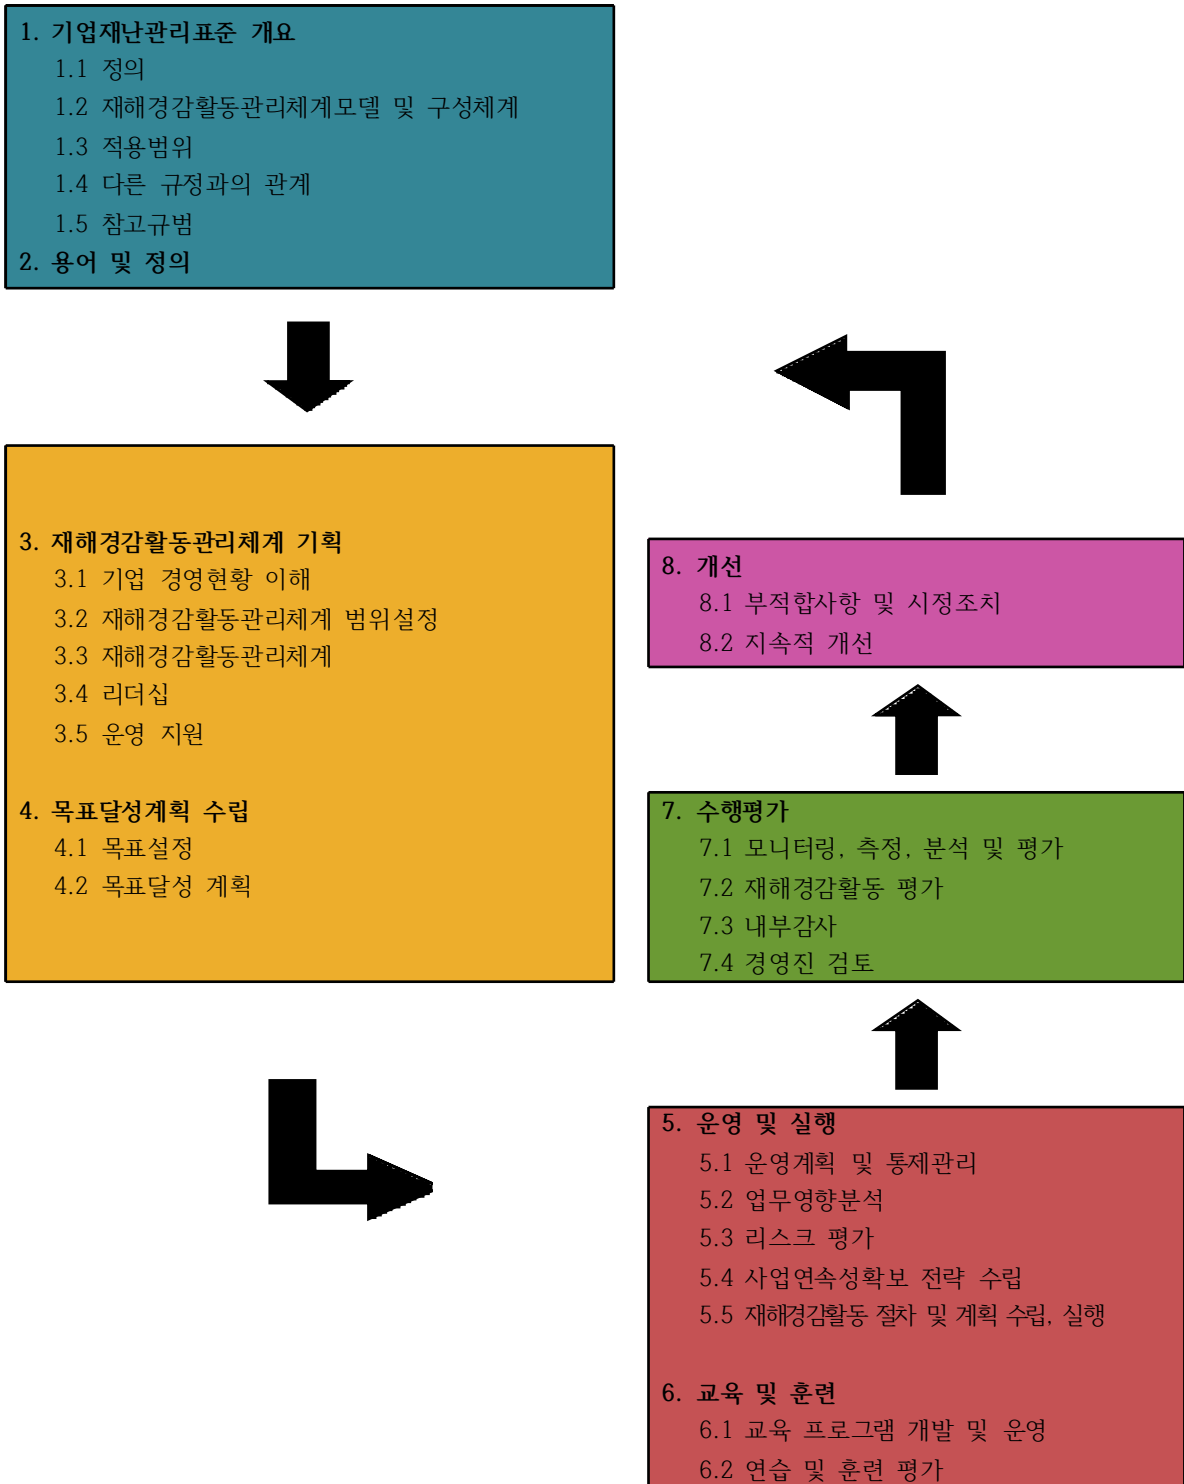 1. 기업재난관리표준 개요
1.1 정의
1.2 재해경감활동관리체계모델 및 구성체계
1.3 적용범위
1.4 다른 규정과의 관계
1.5 참고규범
2. 용어 및 정의
3. 재해경감활동관리체계 기획
3.1 기업 경영현황 이해
3.2 재해경감활동관리체계 범위설정
3.3 재해경감활동관리체계
3.4 리더십
3.5 운영 지원
4. 목표달성계획 수립
4.1 목표설정
4.2 목표달성 계획
8. 개선
8.1 부적합사항 및 시정조치
8.2 지속적 개선
7. 수행평가
7.1 모니터링, 측정, 분석 및 평가
7.2 재해경감활동 평가
7.3 내부감사
7.4 경영진 검토
5. 운영 및 실행
5.1 운영계획 및 통제관리
5.2 업무영향분석
5.3 리스크 평가
5.4 사업연속성확보 전략 수립
5.5 재해경감활동 절차 및 계획 수립, 실행
6. 교육 및 훈련
6.1 교육 프로그램 개발 및 운영
6.2 연습 및 훈련 평가